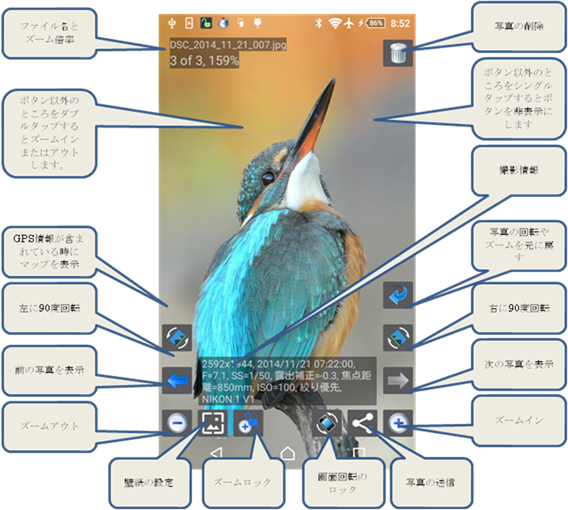 ファイル名と
ズーム倍率
86%
8:52
DSC_2014_11_21_007.jpg
3 of 3, 159%
写真の削除
ボタン以外の
ところをダブ
ルタップする
とズームイン
またはアウト
します。
ボタン以外のと
ころをシングル
タップするとボ
タンを非表示に
します
撮影情報
GPS情報が含ま
れている時に
マップを表示
写真の回転や
ズームを元に戻
す
左に90度回転
右に90度回転
前の写真を表示
次の写真を表示
44, 2014/11/21 07:22:00,
F=7.1, SS=1/50, 露出補正=-0.3, 焦点距
離=850mm, ISO=100, 絞り優先,
NIKON 1 V1
ズームアウト
ズームイン
壁紙の設定
ズームロック
画面回転の
ロック
写真の送信